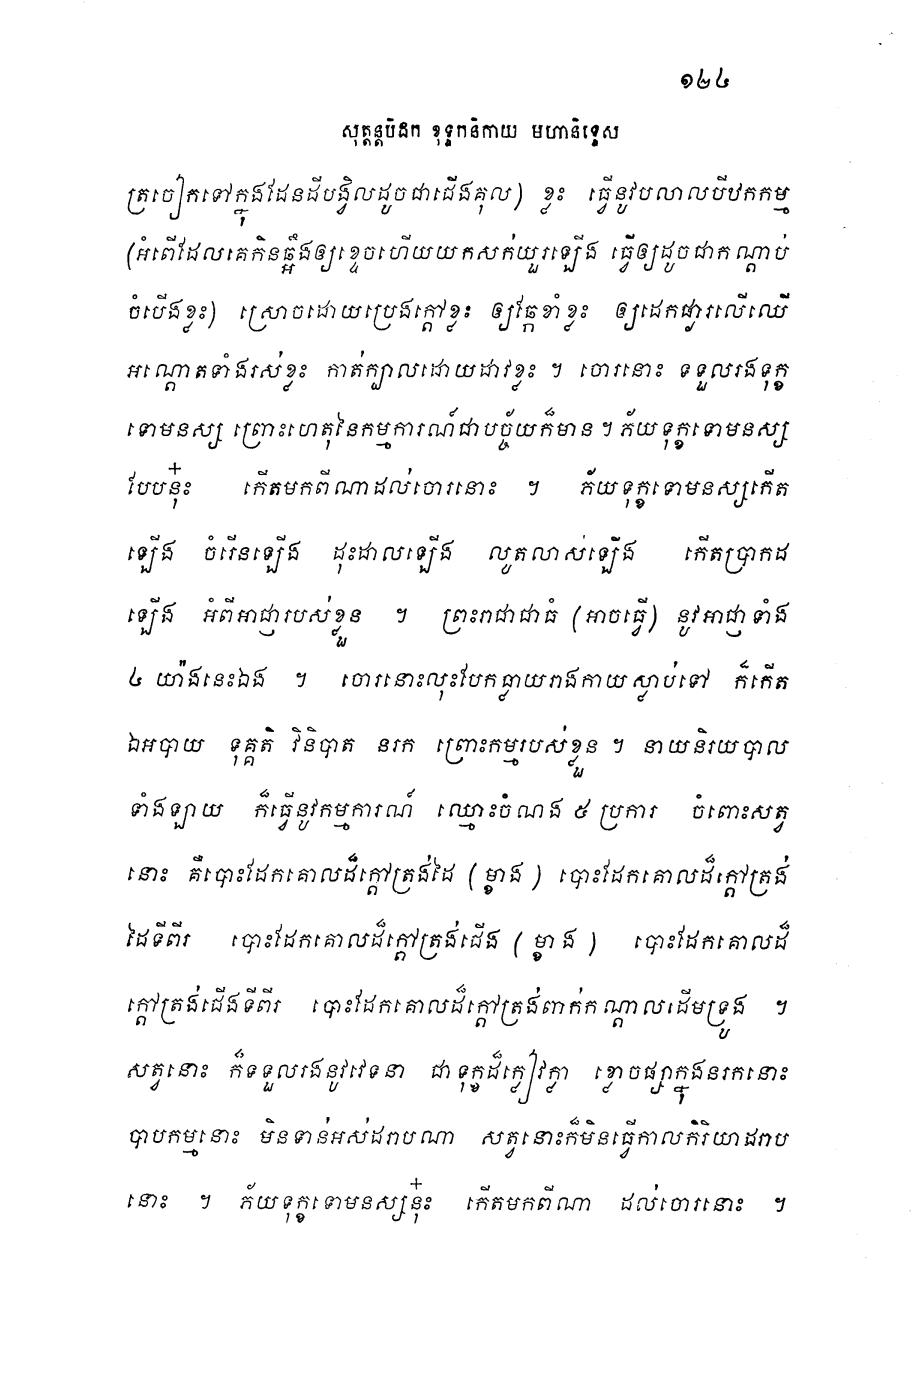 ១២៤
សុត្តន្តបិដក ខុទ្ទកនិកាយ មហានិទ្ទេស
ត្រចៀកទៅក្នុងដែនដីបង្វិលដូចជាជើងគុល) ខ្លះ ធ្វើនូវបលាលបីឋកកម្ម
(អំពើដែលគេកិនឆ្អឹងឲ្យខ្ទេចហើយយកសក់យួរឡើង ធ្វើឲ្យដូចជាកណ្តាប់
ចំបើងខ្លះ) ស្រោចដោយប្រេងក្តៅខ្លះ ឲ្យឆ្កែខាំខ្លះ ឲ្យដេកផ្ងារលើឈើ
អណ្តោតទាំងរស់ខ្លះ កាត់ក្បាលដោយដាវខ្លះ ។ ចោរនោះ ទទួលរងទុក្ខ
ទោមនស្ស ព្រោះហេតុនៃកម្មការណ៍ជាបច្ច័យក៏មាន ។ ភ័យទុក្ខទោមនស្ស
បែបនុ៎ះ កើតមកពីណាដល់ចោរនោះ ។ ភ័យទុក្ខទោមនស្សកើត
ឡើង ចំរើនឡើង ដុះដាលឡើង លូតលាស់ឡើង កើតប្រាកដ
ឡើង អំពីអាជ្ញារបស់ខ្លួន ។ ព្រះរាជាជាធំ (អាចធ្វើ) នូវអាជ្ញាទាំង
៤ យ៉ាងនេះឯង ។ ចោរនោះលុះបែកធ្លាយរាងកាយស្លាប់ទៅ ក៏កើត
ឯអបាយ ទុគ្គតិ វិនិបាត នរក ព្រោះកម្មរបស់ខ្លួន ។ នាយនិរយបាល
ទាំងឡាយ ក៏ធ្វើនូវកម្មការណ៍ ឈ្មោះចំណង ៥ ប្រការ ចំពោះសត្វ
នោះ គឺបោះដែកគោលដ៏ក្តៅត្រង់ដៃ (ម្ខាង) បោះដែកគោលដ៏ក្តៅត្រង់
ដៃទីពីរ បោះដែកគោលដ៏ក្តៅត្រង់ជើង (ម្ខាង) បោះដែកគោលដ៏
ក្តៅត្រង់ជើងទីពីរ បោះដែកគោលដ៏ក្តៅត្រង់ពាក់កណ្តាលដើមទ្រូង ។
សត្វនោះ ក៏ទទួលរងនូវវេទនា ជាទុក្ខដ៏ក្លៀវក្លា ខ្លោចផ្សាក្នុងនរកនោះ
បាបកម្មនោះ មិនទាន់អស់ដរាបណា សត្វនោះក៏មិនធ្វើកាលកិរិយាដរាប
នោះ ។ ភ័យទុក្ខទោមនស្សនុ៎ះ កើតមកពីណា ដល់ចោរនោះ ។